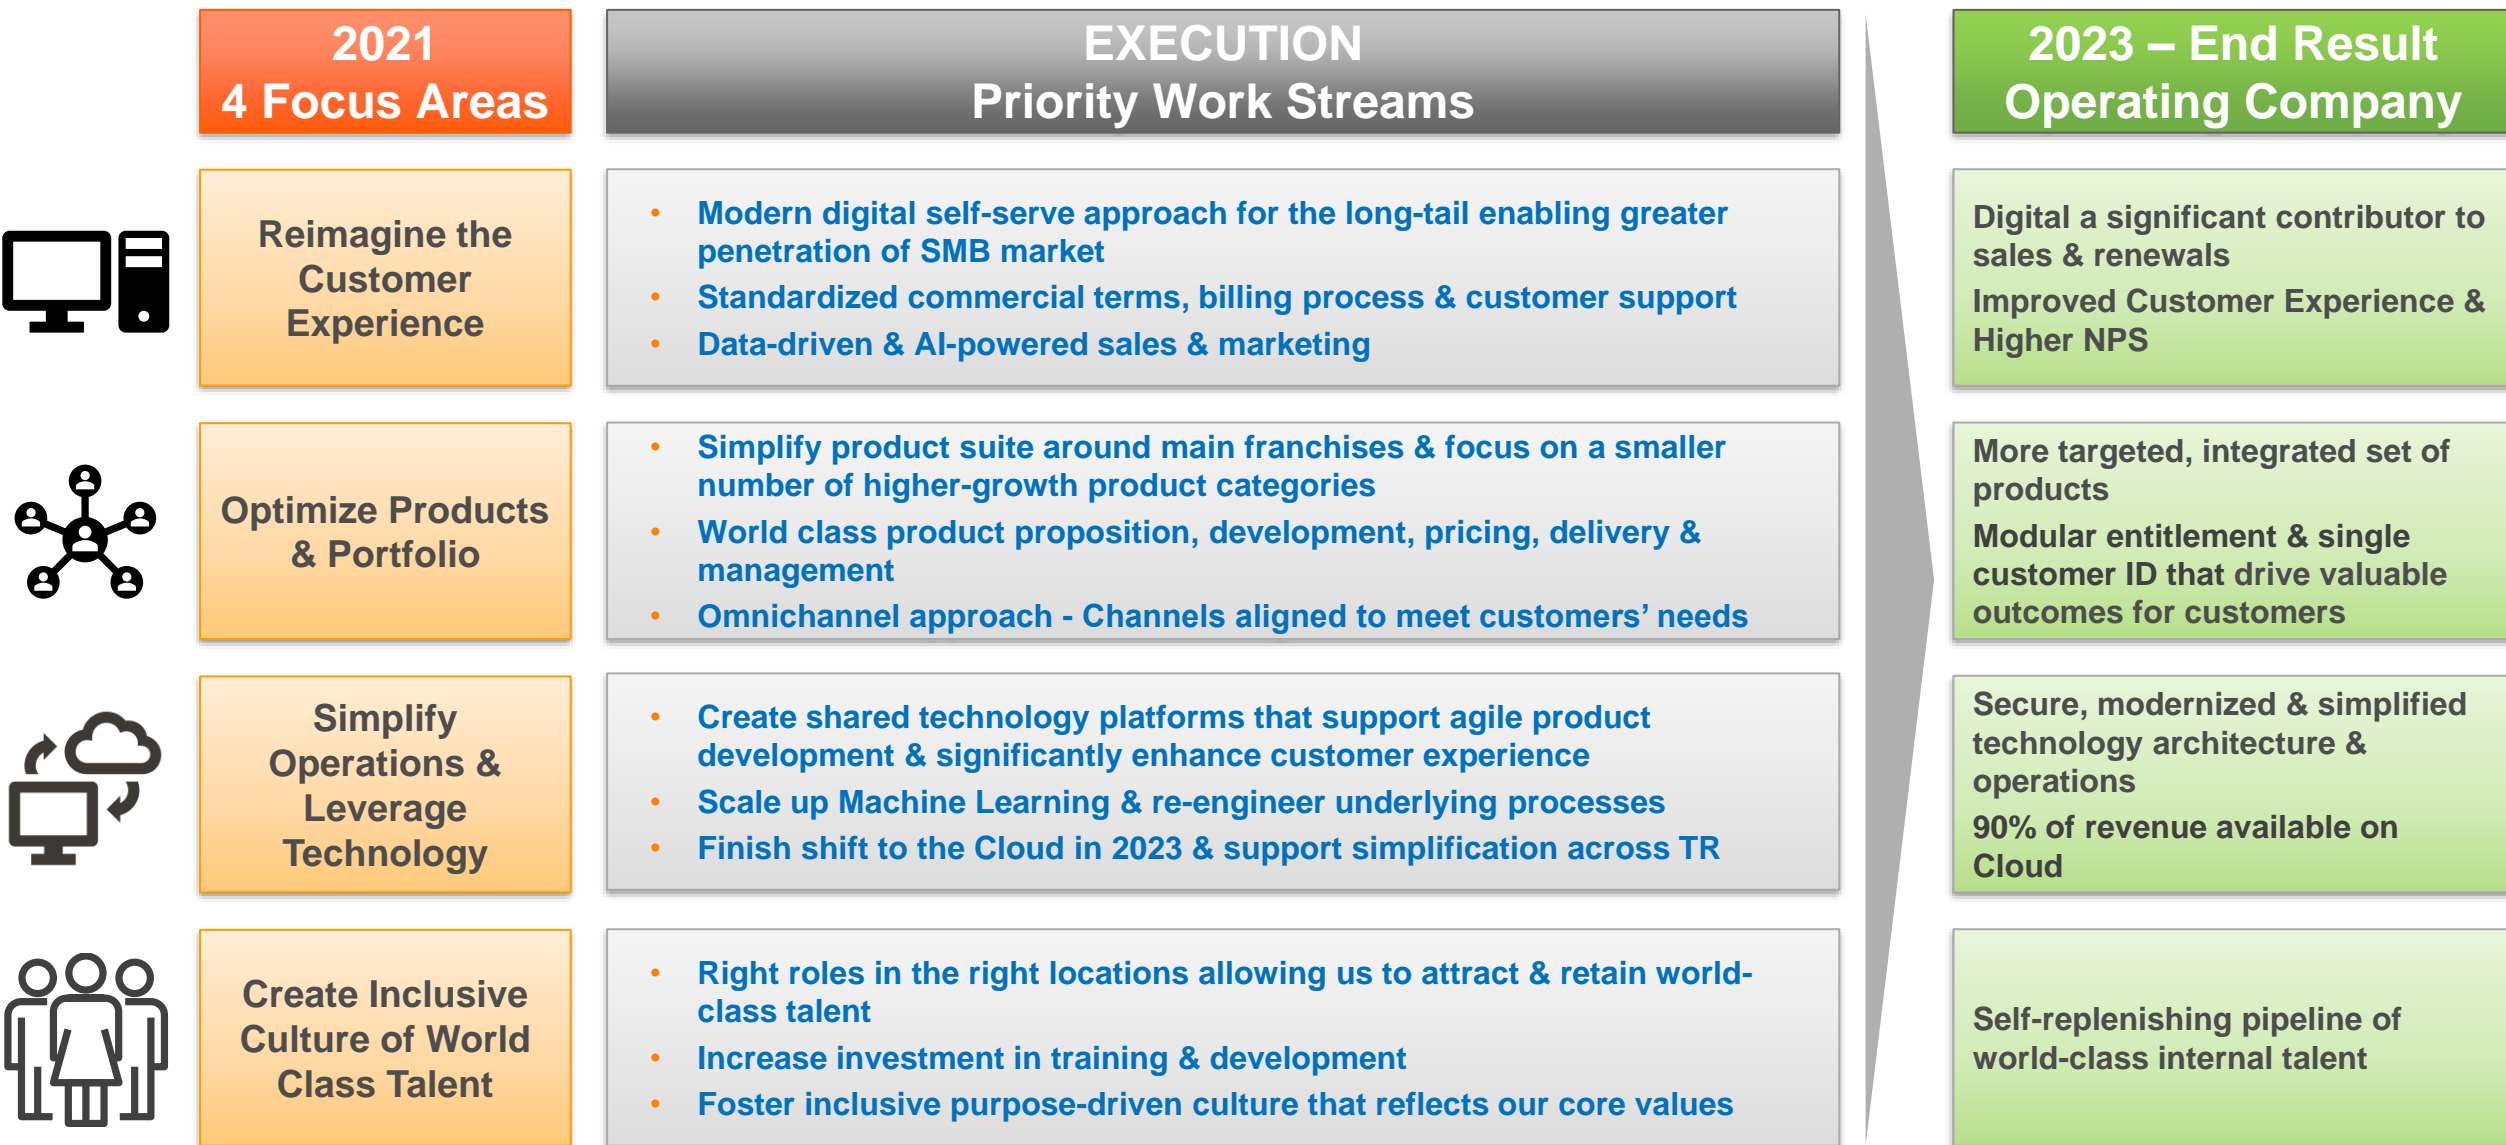 2021
4 Focus Areas
EXECUTION
Priority Work Streams
2023 – End Result
Operating Company
Reimagine the
Customer
Experience
• Modern digital self-serve approach for the long-tail enabling greater
penetration of SMB market
• Standardized commercial terms, billing process & customer support
• Data-driven & AI-powered sales & marketing
Digital a significant contributor to
sales & renewals
Improved Customer Experience &
Higher NPS
Optimize Products
& Portfolio
• Simplify product suite around main franchises & focus on a smaller
number of higher-growth product categories
• World class product proposition, development, pricing, delivery &
management
• Omnichannel approach - Channels aligned to meet customers’ needs
More targeted, integrated set of
products
Modular entitlement & single
customer ID that drive valuable
outcomes for customers
Simplify
Operations &
Leverage
Technology
• Create shared technology platforms that support agile product
development & significantly enhance customer experience
• Scale up Machine Learning & re-engineer underlying processes
• Finish shift to the Cloud in 2023 & support simplification across TR
Secure, modernized & simplified
technology architecture &
operations
90% of revenue available on
Cloud
Create Inclusive
Culture of World
Class Talent
• Right roles in the right locations allowing us to attract & retain world-
class talent
• Increase investment in training & development
• Foster inclusive purpose-driven culture that reflects our core values
Self-replenishing pipeline of
world-class internal talent